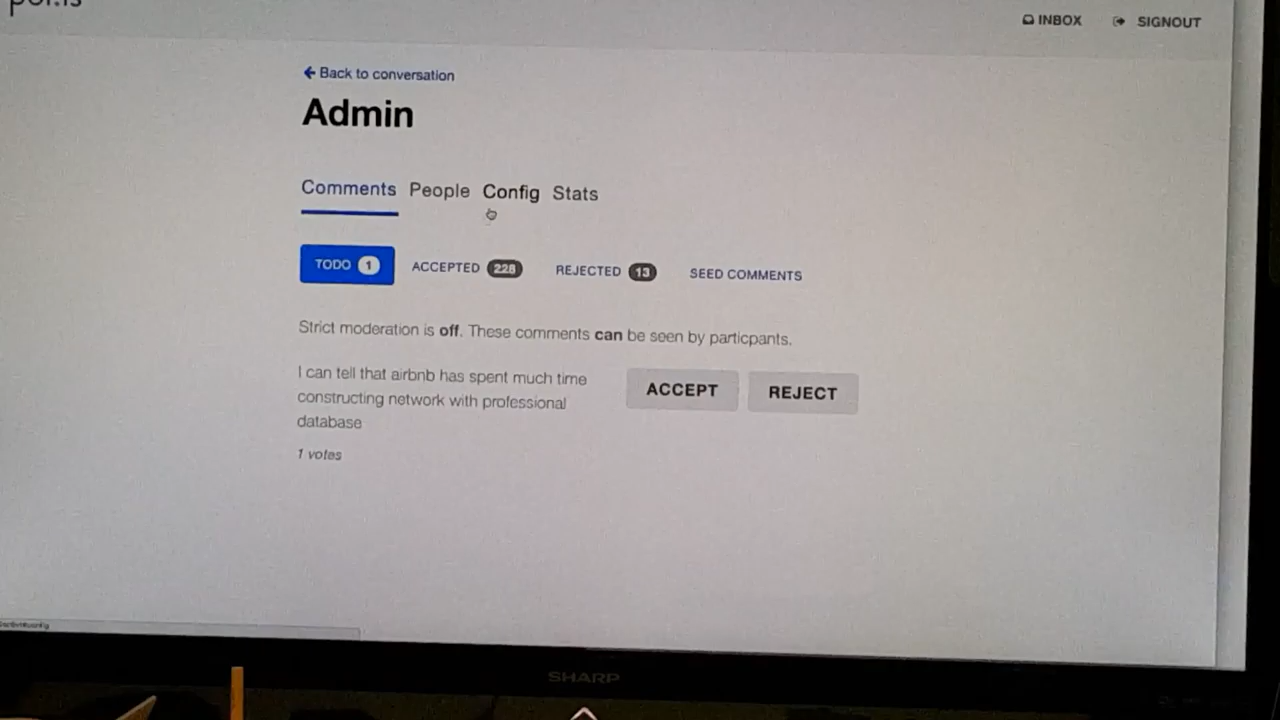 pol.is
INBOX SIGNOUT
Back to conversation
Admin
Comments People Config Stats
TODO 1 ACCEPTED 228 REJECTED 13 SEED COMMENTS
Strict moderation is off. These comments can be seen by particpants.
I can tell that airbnb has spent much time
constructing network with professional
database
ACCEPT REJECT
1 votes
SHARP